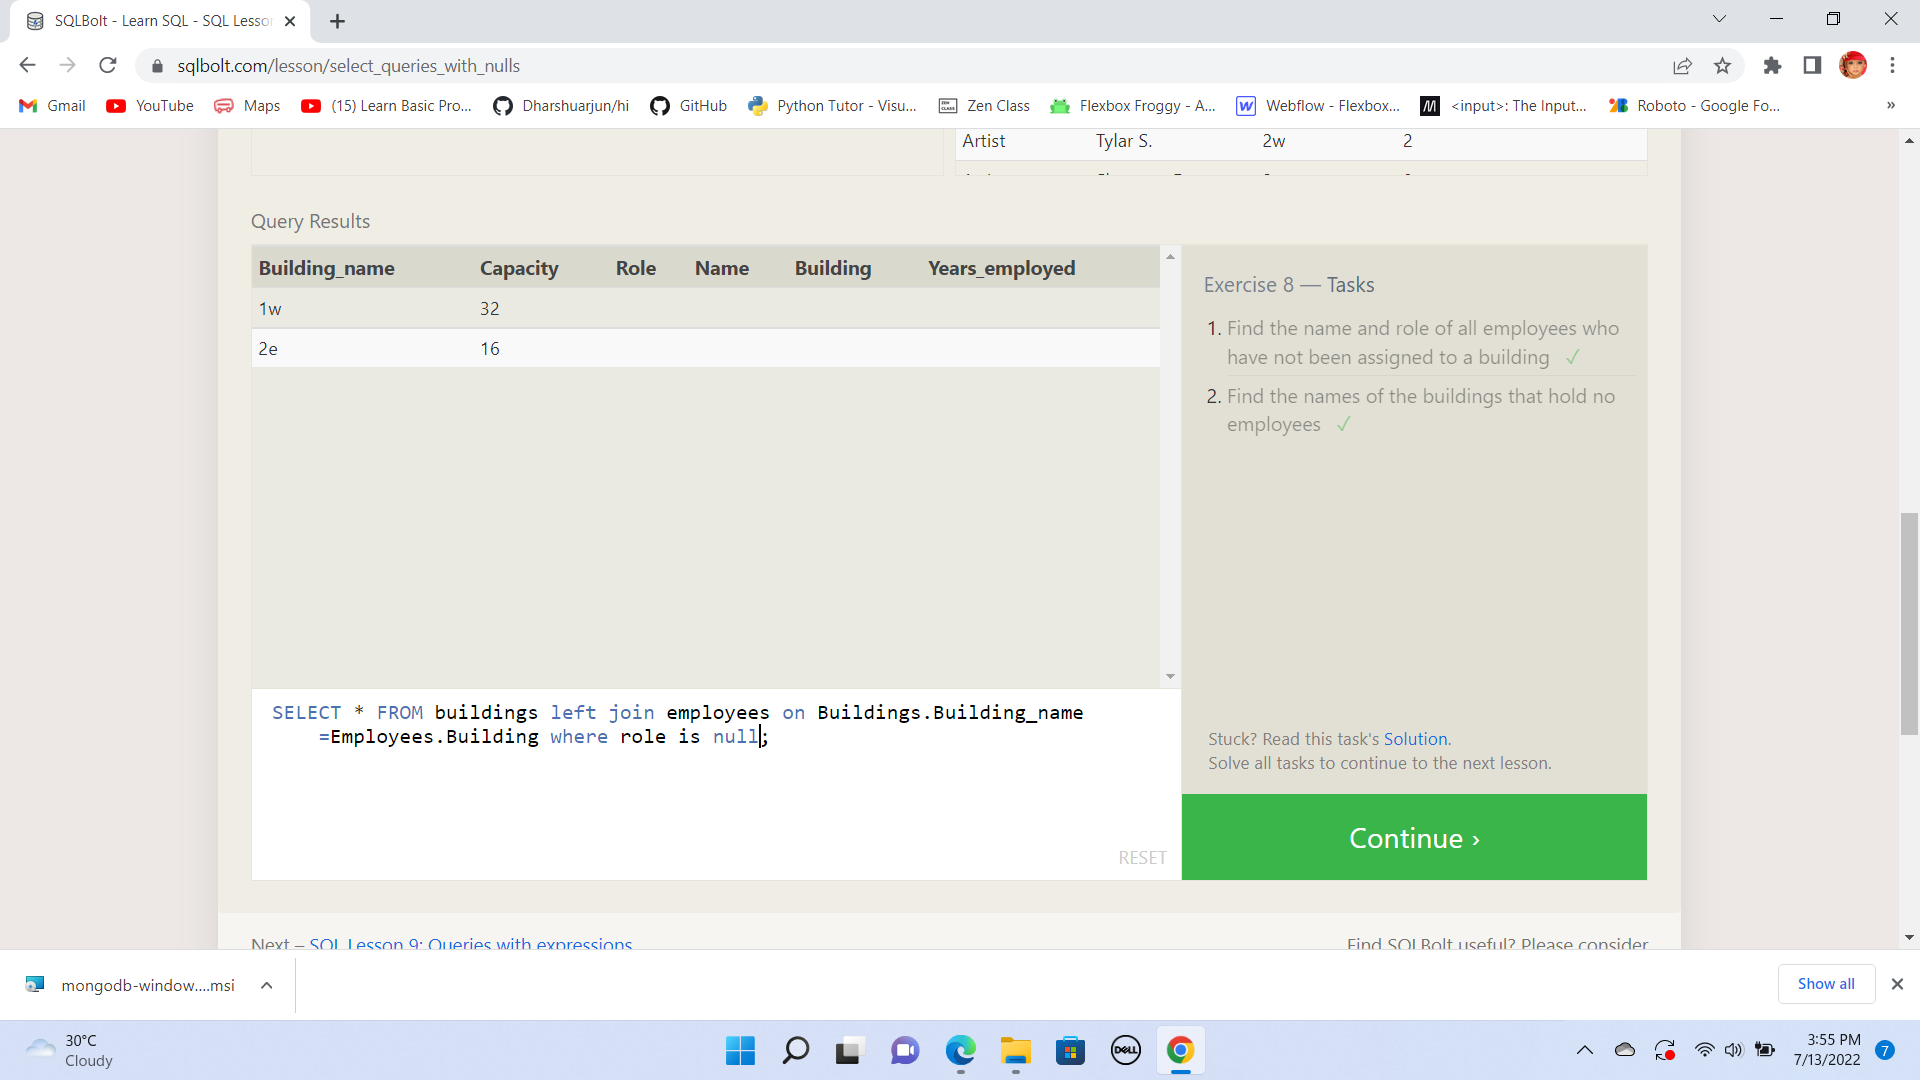 SQLBolt - Learn SQL - SQL Lesson
sqlbolt.com/lesson/select_queries_with_nulls
Gmail YouTube Maps (15) Learn Basic Pro... Dharshuarjun/hi GitHub Python Tutor - Visu... Zen Class Flexbox Froggy - A... Webflow - Flexbox... <input>: The Input... Roboto - Google Fo... »
Artist Tylar S. 2w 2
Query Results
Building_name Capacity Role Name Building Years_employed
1w 32
2e 16
Exercise 8 — Tasks
1. Find the name and role of all employees who
have not been assigned to a building ✓
2. Find the names of the buildings that hold no
employees ✓
SELECT * FROM buildings left join employees on Buildings.Building_name
=Employees.Building where role is null;
RESET
Stuck? Read this task's Solution.
Solve all tasks to continue to the next lesson.
Continue ›
Next – SQL Lesson 9: Queries with expressions
Find SQLBolt useful? Please consider
mongodb-window....msi
Show all
30°C
Cloudy
DELL
3:55 PM
7/13/2022
7